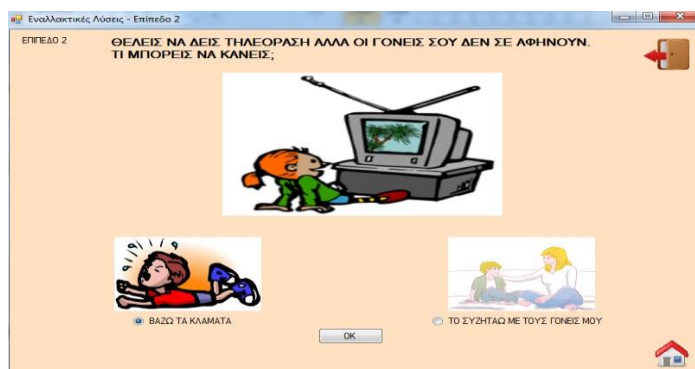 Εναλλακτικές Λύσεις - Επίπεδο 2
ΕΠΙΠΕΔΟ 2
ΘΕΛΕΙΣ ΝΑ ΔΕΙΣ ΤΗΛΕΟΡΑΣΗ ΑΛΛΑ ΟΙ ΓΟΝΕΙΣ ΣΟΥ ΔΕΝ ΣΕ ΑΦΗΝΟΥΝ.
ΤΙ ΜΠΟΡΕΙΣ ΝΑ ΚΑΝΕΙΣ;
ΒΑΖΩ ΤΑ ΚΛΑΜΑΤΑ
ΤΟ ΣΥΖΗΤΑΩ ΜΕ ΤΟΥΣ ΓΟΝΕΙΣ ΜΟΥ
OK